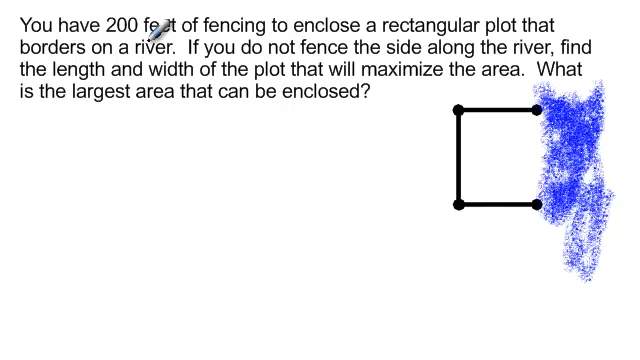 You have 200 feet of fencing to enclose a rectangular plot that
borders on a river.  If you do not fence the side along the river, find
the length and width of the plot that will maximize the area.  What
is the largest area that can be enclosed?